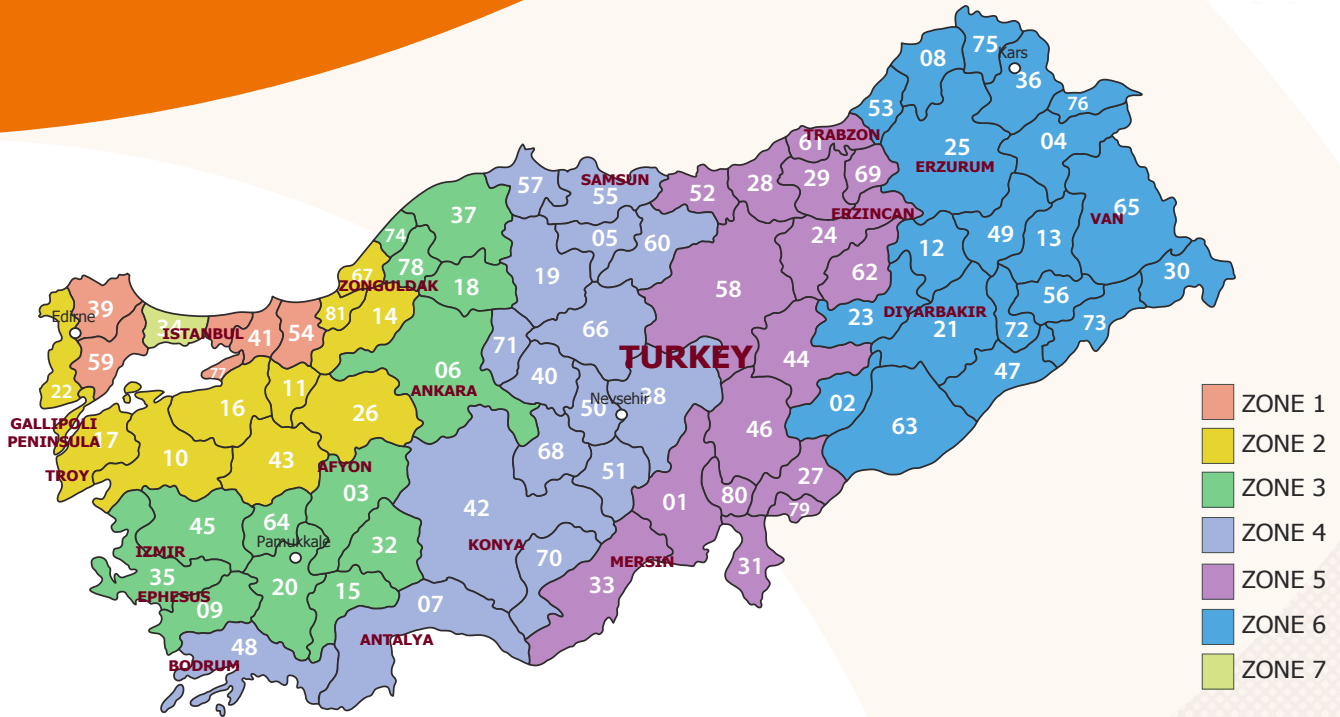 75
08
Kars
36
76
53
TRABZON
61
25
04
ERZURUM
57
SAMSUN
55
52
28
29
69
37
ERZINCAN
65
VAN
74
05
60
24
12
49
13
78
67
ZONGULDAK
18
19
58
62
30
39
Edirne
34
ISTANBUL
41
54
81
14
66
23
DIYARBAKIR
21
56
72
73
59
77
71
TURKEY
44
47
22
16
11
06
ANKARA
40
26
50
Nevsehir
38
02
63
GALLIPOLI
PENINSULA
17
10
43
AFYON
68
46
TROY
03
51
27
45
64
42
01
80
79
Pamukkale
IZMIR
32
KONYA
70
MERSIN
31
35
EPHESUS
20
15
33
09
07
48
ANTALYA
BODRUM
ZONE 1
ZONE 2
ZONE 3
ZONE 4
ZONE 5
ZONE 6
ZONE 7